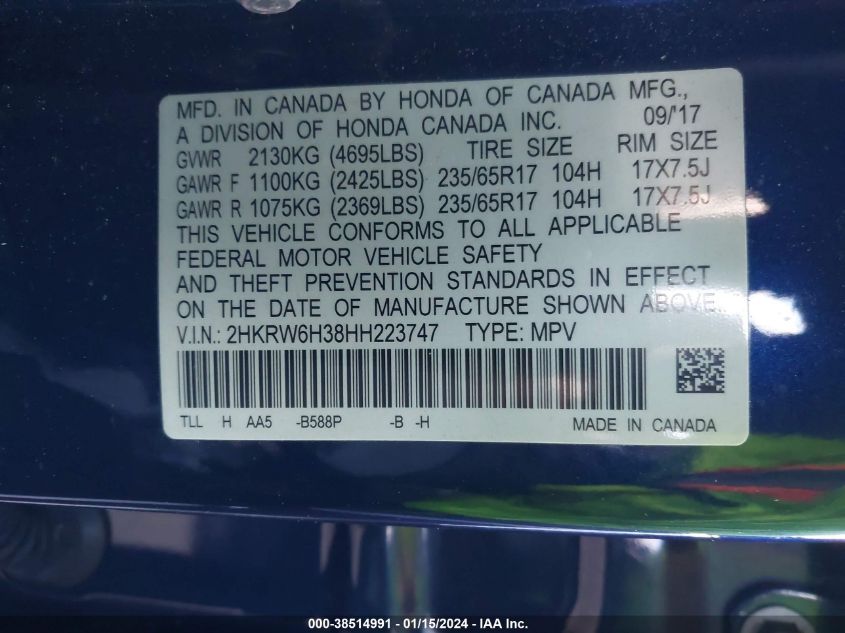 MFD. IN CANADA BY HONDA OF CANADA MFG.,
A DIVISION OF HONDA CANADA INC. 09/'17
GVWR 2130KG (4695LBS) TIRE SIZE RIM SIZE
GAWR F 1100KG (2425LBS) 235/65R17 104H 17X7.5J
GAWR R 1075KG (2369LBS) 235/65R17 104H 17X7.5J
THIS VEHICLE CONFORMS TO ALL APPLICABLE
FEDERAL MOTOR VEHICLE SAFETY
AND THEFT PREVENTION STANDARDS IN EFFECT
ON THE DATE OF MANUFACTURE SHOWN ABOVE.
V.I.N.: 2HKRW6H38HH223747 TYPE: MPV
TLL H AA5 -B588P -B -H MADE IN CANADA
000-38514991 - 01/15/2024 - IAA Inc.